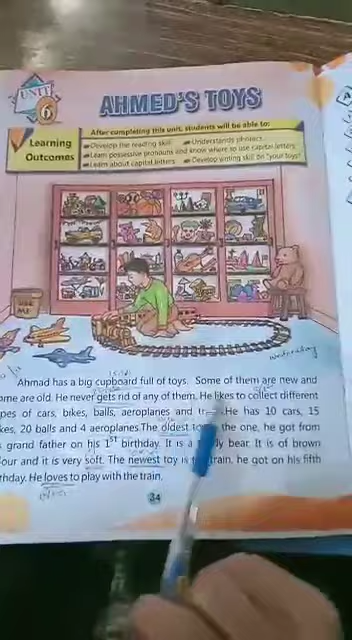 UNIT
6
AHMED'S TOYS
Learning
Outcomes
After completing this unit, students will be able to:
Develop the reading skill Understands phonics
Learn possessive pronouns and know where to use capital letters
Learn about capital letters Develop writing skill on "your toys"
USE
ME
wednesday
Ahmad has a big cupboard full of toys. Some of them are new and
ome are old. He never gets rid of any of them. He likes to collect different
pes of cars, bikes, balls, aeroplanes and He has 10 cars, 15
kes, 20 balls and 4 aeroplanes. The oldest the one, he got from
grand father on his 1st birthday. It is a bear. It is of brown
our and it is very soft. The newest toy is train, he got on his fifth
hday. He loves to play with the train.
34